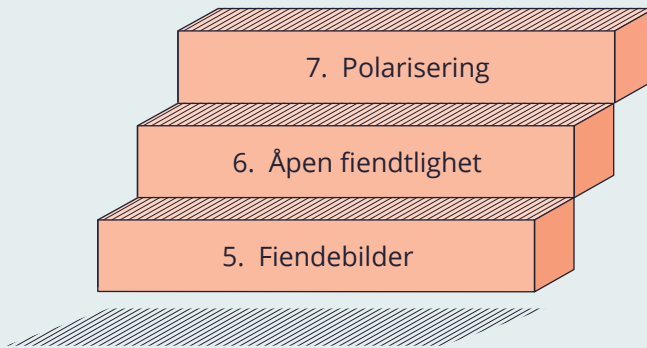 7. Polarisering
6. Åpen fiendtlighet
5. Fiendebilder